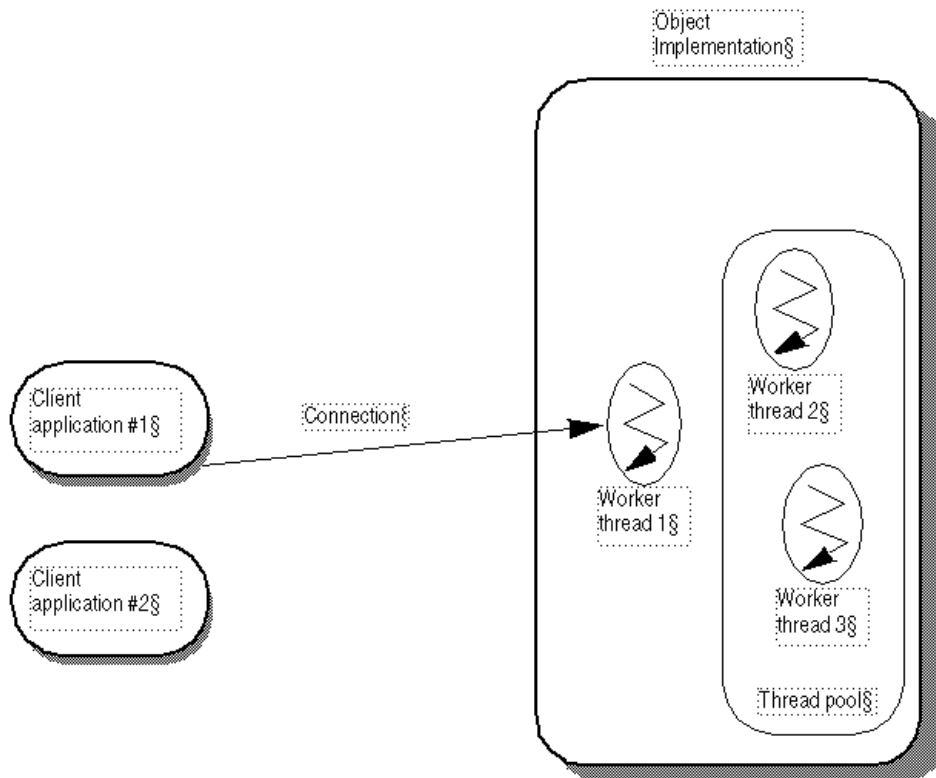 Object
Implementation§
Client
application #1§
Connection§
Worker
thread 1§
Worker
thread 2§
Client
application #2§
Worker
thread 3§
Thread pool§